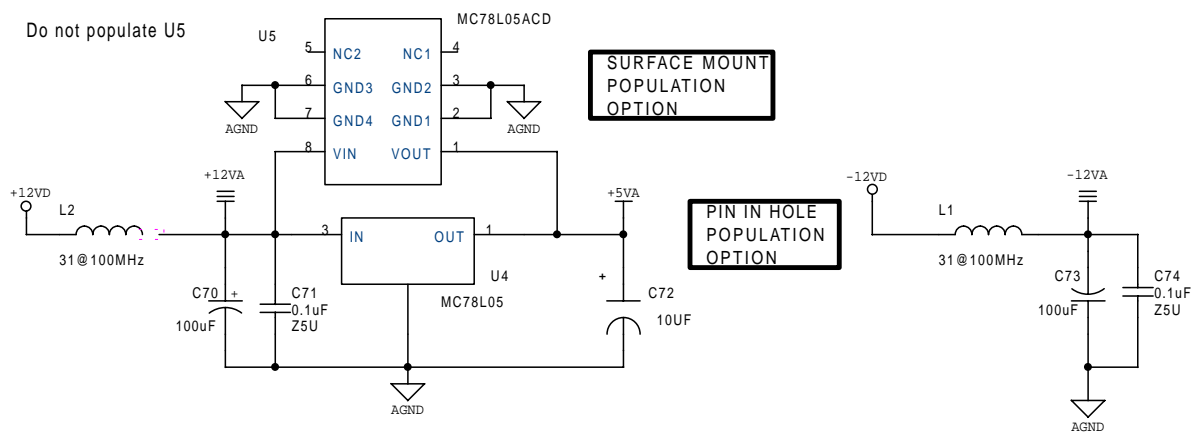 Do not populate U5
MC78L05ACD
U5
5
NC2
NC1
4
6
GND3
GND2
3
7
GND4
GND1
2
8
VIN
VOUT
1
AGND
AGND
SURFACE MOUNT
POPULATION
OPTION
+12VD
+12VA
L2
31@100MHz
3
IN
OUT
1
U4
MC78L05
+5VA
PIN IN HOLE
POPULATION
OPTION
C70
+
100uF
C71
0.1uF
Z5U
+
C72
10UF
AGND
-12VD
-12VA
L1
31@100MHz
C73
100uF
C74
0.1uF
Z5U
AGND